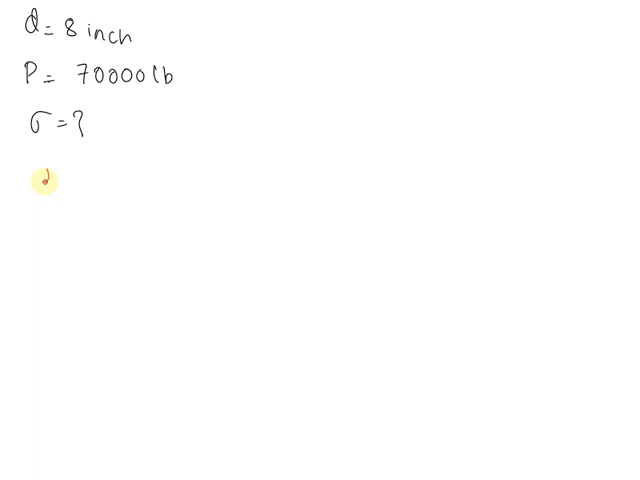 d = 8 inch
P = 70000 lb
σ = ?